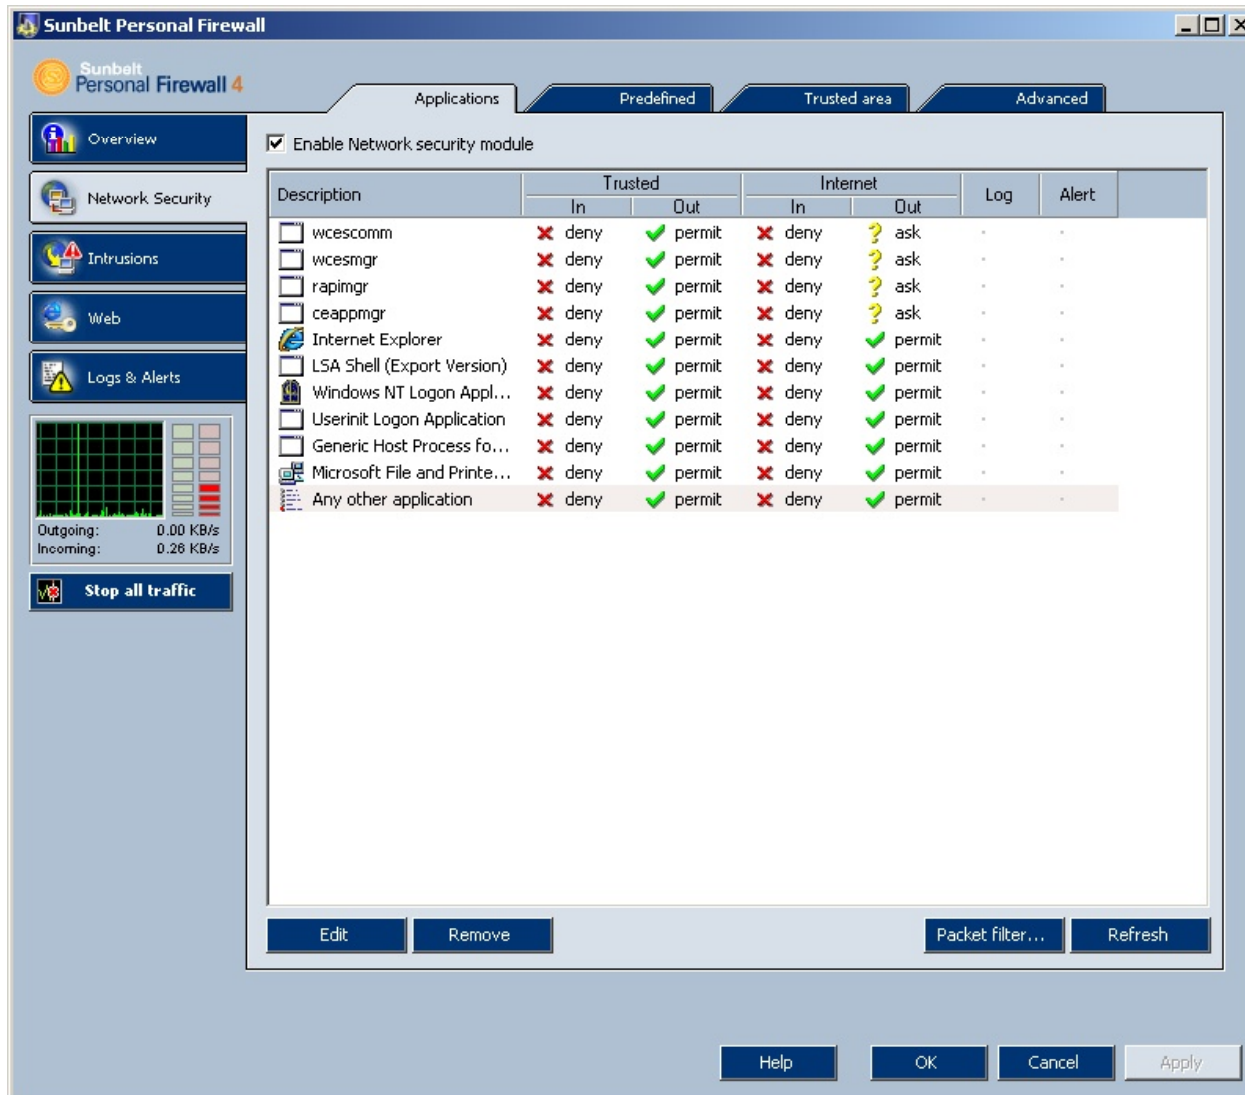 Sunbelt Personal Firewall
Sunbelt
Personal Firewall 4
Applications Predefined Trusted area Advanced
Overview
Network Security
Intrusions
Web
Logs & Alerts
Outgoing: 0.00 KB/s
Incoming: 0.26 KB/s
Stop all traffic
Enable Network security module
Description Trusted Internet Log Alert
In Out In Out
wcescomm deny permit deny ask
wcesmgr deny permit deny ask
rapimgr deny permit deny ask
ceappmgr deny permit deny ask
Internet Explorer deny permit deny permit
LSA Shell (Export Version) deny permit deny permit
Windows NT Logon Appl... deny permit deny permit
Userinit Logon Application deny permit deny permit
Generic Host Process fo... deny permit deny permit
Microsoft File and Printe... deny permit deny permit
Any other application deny permit deny permit
Edit Remove Packet filter... Refresh
Help OK Cancel Apply